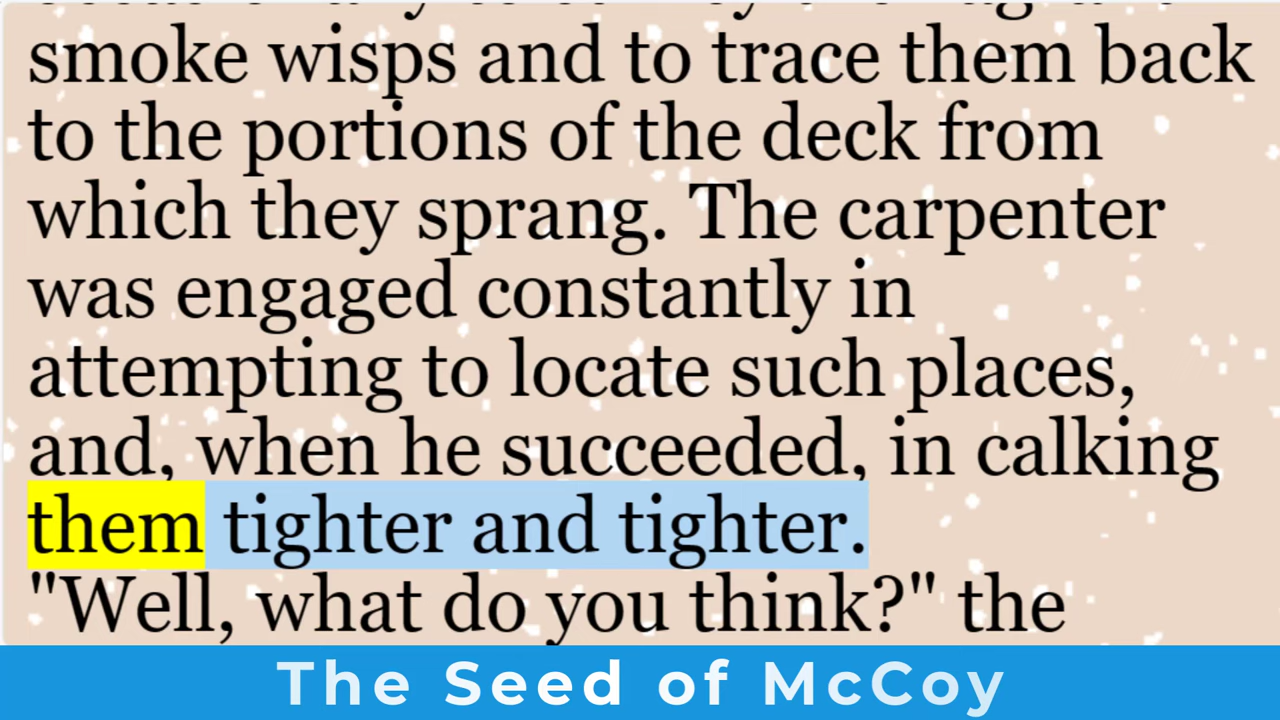 smoke wisps and to trace them back
to the portions of the deck from
which they sprang. The carpenter
was engaged constantly in
attempting to locate such places,
and, when he succeeded, in calking
them tighter and tighter.
"Well, what do you think?" the
The Seed of McCoy